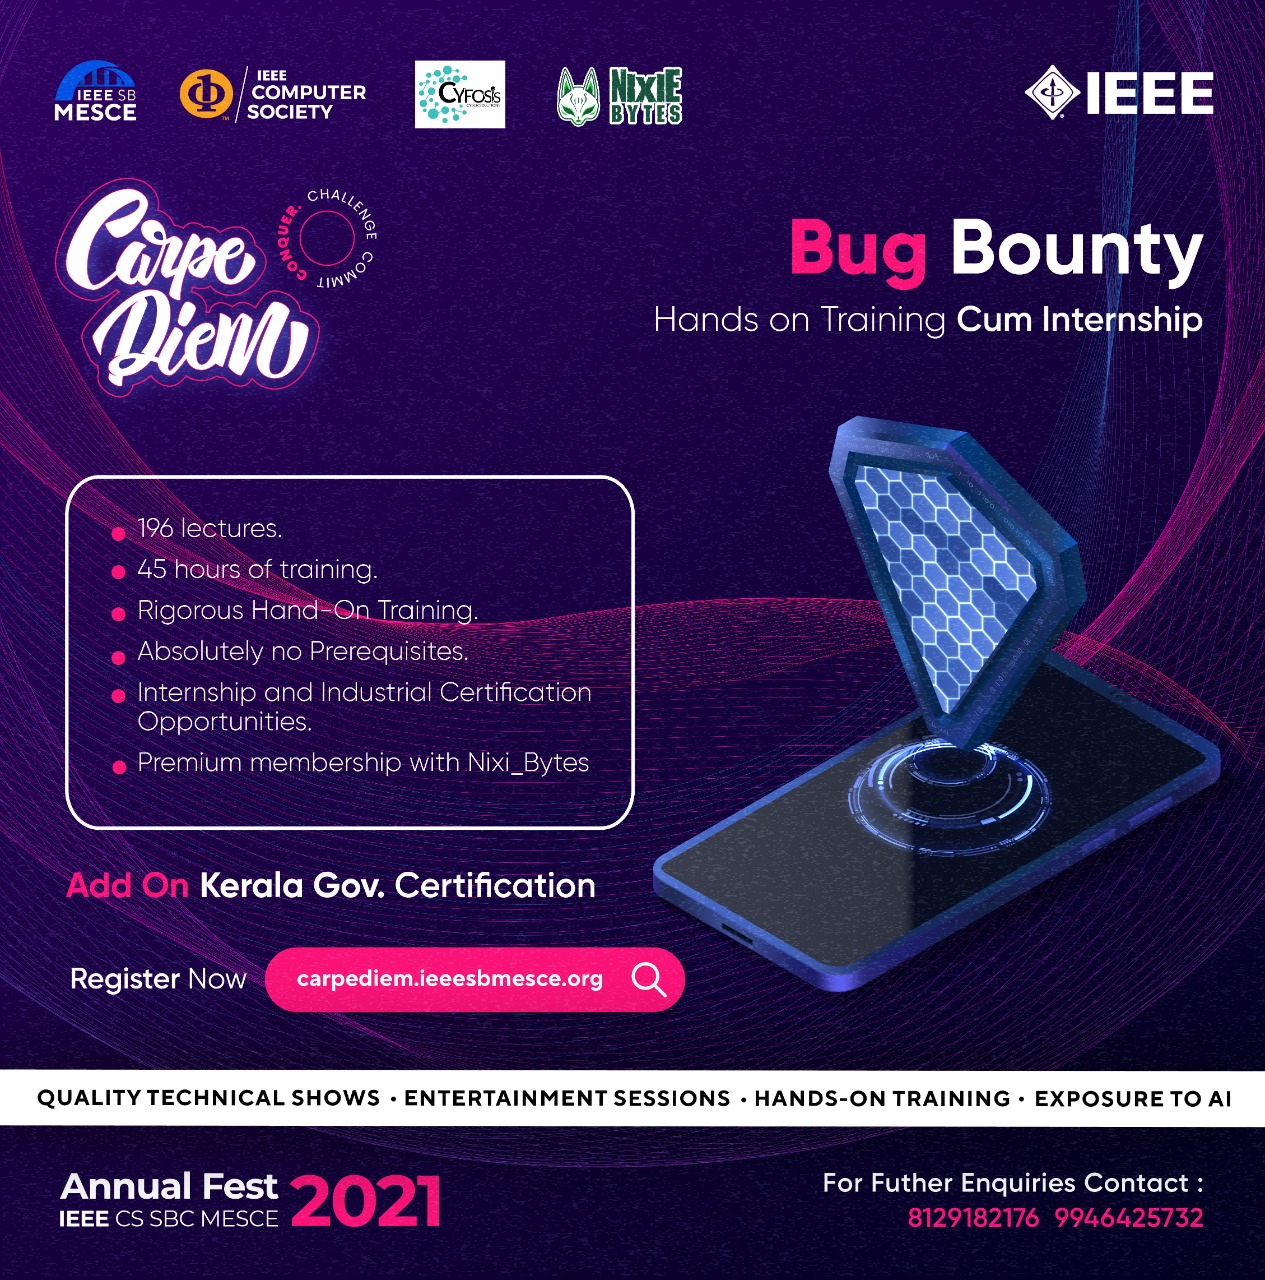 IEEE SB
MESCE
IEEE
COMPUTER
SOCIETY
CYFOSIS
NIXIE
BYTES
IEEE
Carpe
Diem
CHALLENGE COMMIT CONQUER.
Bug Bounty
Hands on Training Cum Internship
196 lectures.
45 hours of training.
Rigorous Hand-On Training.
Absolutely no Prerequisites.
Internship and Industrial Certification
Opportunities.
Premium membership with Nixi_Bytes
Add On Kerala Gov. Certification
Register Now carpediem.ieeesbmesce.org
QUALITY TECHNICAL SHOWS • ENTERTAINMENT SESSIONS • HANDS-ON TRAINING • EXPOSURE TO AI
Annual Fest 2021
IEEE CS SBC MESCE
For Futher Enquiries Contact :
8129182176 9946425732